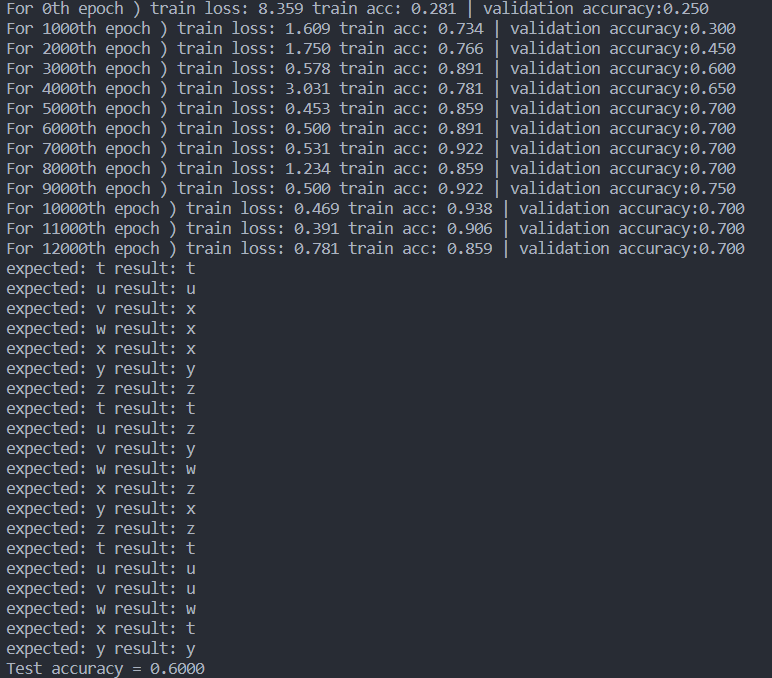 For 0th epoch ) train loss: 8.359 train acc: 0.281 | validation accuracy:0.250
For 1000th epoch ) train loss: 1.609 train acc: 0.734 | validation accuracy:0.300
For 2000th epoch ) train loss: 1.750 train acc: 0.766 | validation accuracy:0.450
For 3000th epoch ) train loss: 0.578 train acc: 0.891 | validation accuracy:0.600
For 4000th epoch ) train loss: 3.031 train acc: 0.781 | validation accuracy:0.650
For 5000th epoch ) train loss: 0.453 train acc: 0.859 | validation accuracy:0.700
For 6000th epoch ) train loss: 0.500 train acc: 0.891 | validation accuracy:0.700
For 7000th epoch ) train loss: 0.531 train acc: 0.922 | validation accuracy:0.700
For 8000th epoch ) train loss: 1.234 train acc: 0.859 | validation accuracy:0.700
For 9000th epoch ) train loss: 0.500 train acc: 0.922 | validation accuracy:0.750
For 10000th epoch ) train loss: 0.469 train acc: 0.938 | validation accuracy:0.700
For 11000th epoch ) train loss: 0.391 train acc: 0.906 | validation accuracy:0.700
For 12000th epoch ) train loss: 0.781 train acc: 0.859 | validation accuracy:0.700
expected: t result: t
expected: u result: u
expected: v result: x
expected: w result: x
expected: x result: x
expected: y result: y
expected: z result: z
expected: t result: t
expected: u result: z
expected: v result: y
expected: w result: w
expected: x result: z
expected: y result: x
expected: z result: z
expected: t result: t
expected: u result: u
expected: v result: u
expected: w result: w
expected: x result: t
expected: y result: y
Test accuracy = 0.6000